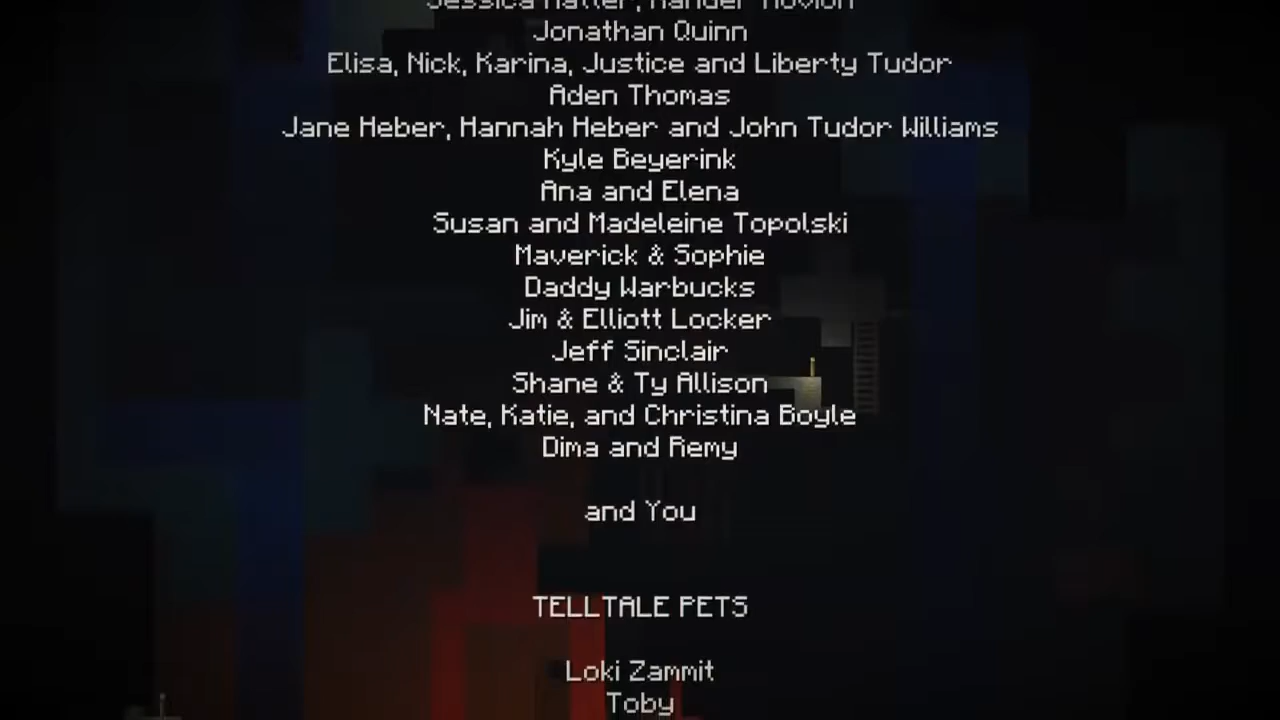 Jonathan Quinn
Elisa, Nick, Karina, Justice and Liberty Tudor
Aden Thomas
Jane Heber, Hannah Heber and John Tudor Williams
Kyle Beyerink
Ana and Elena
Susan and Madeleine Topolski
Maverick & Sophie
Daddy Warbucks
Jim & Elliott Locker
Jeff Sinclair
Shane & Ty Allison
Nate, Katie, and Christina Boyle
Dima and Remy
and You
TELLTALE PETS
Loki Zammit
Toby